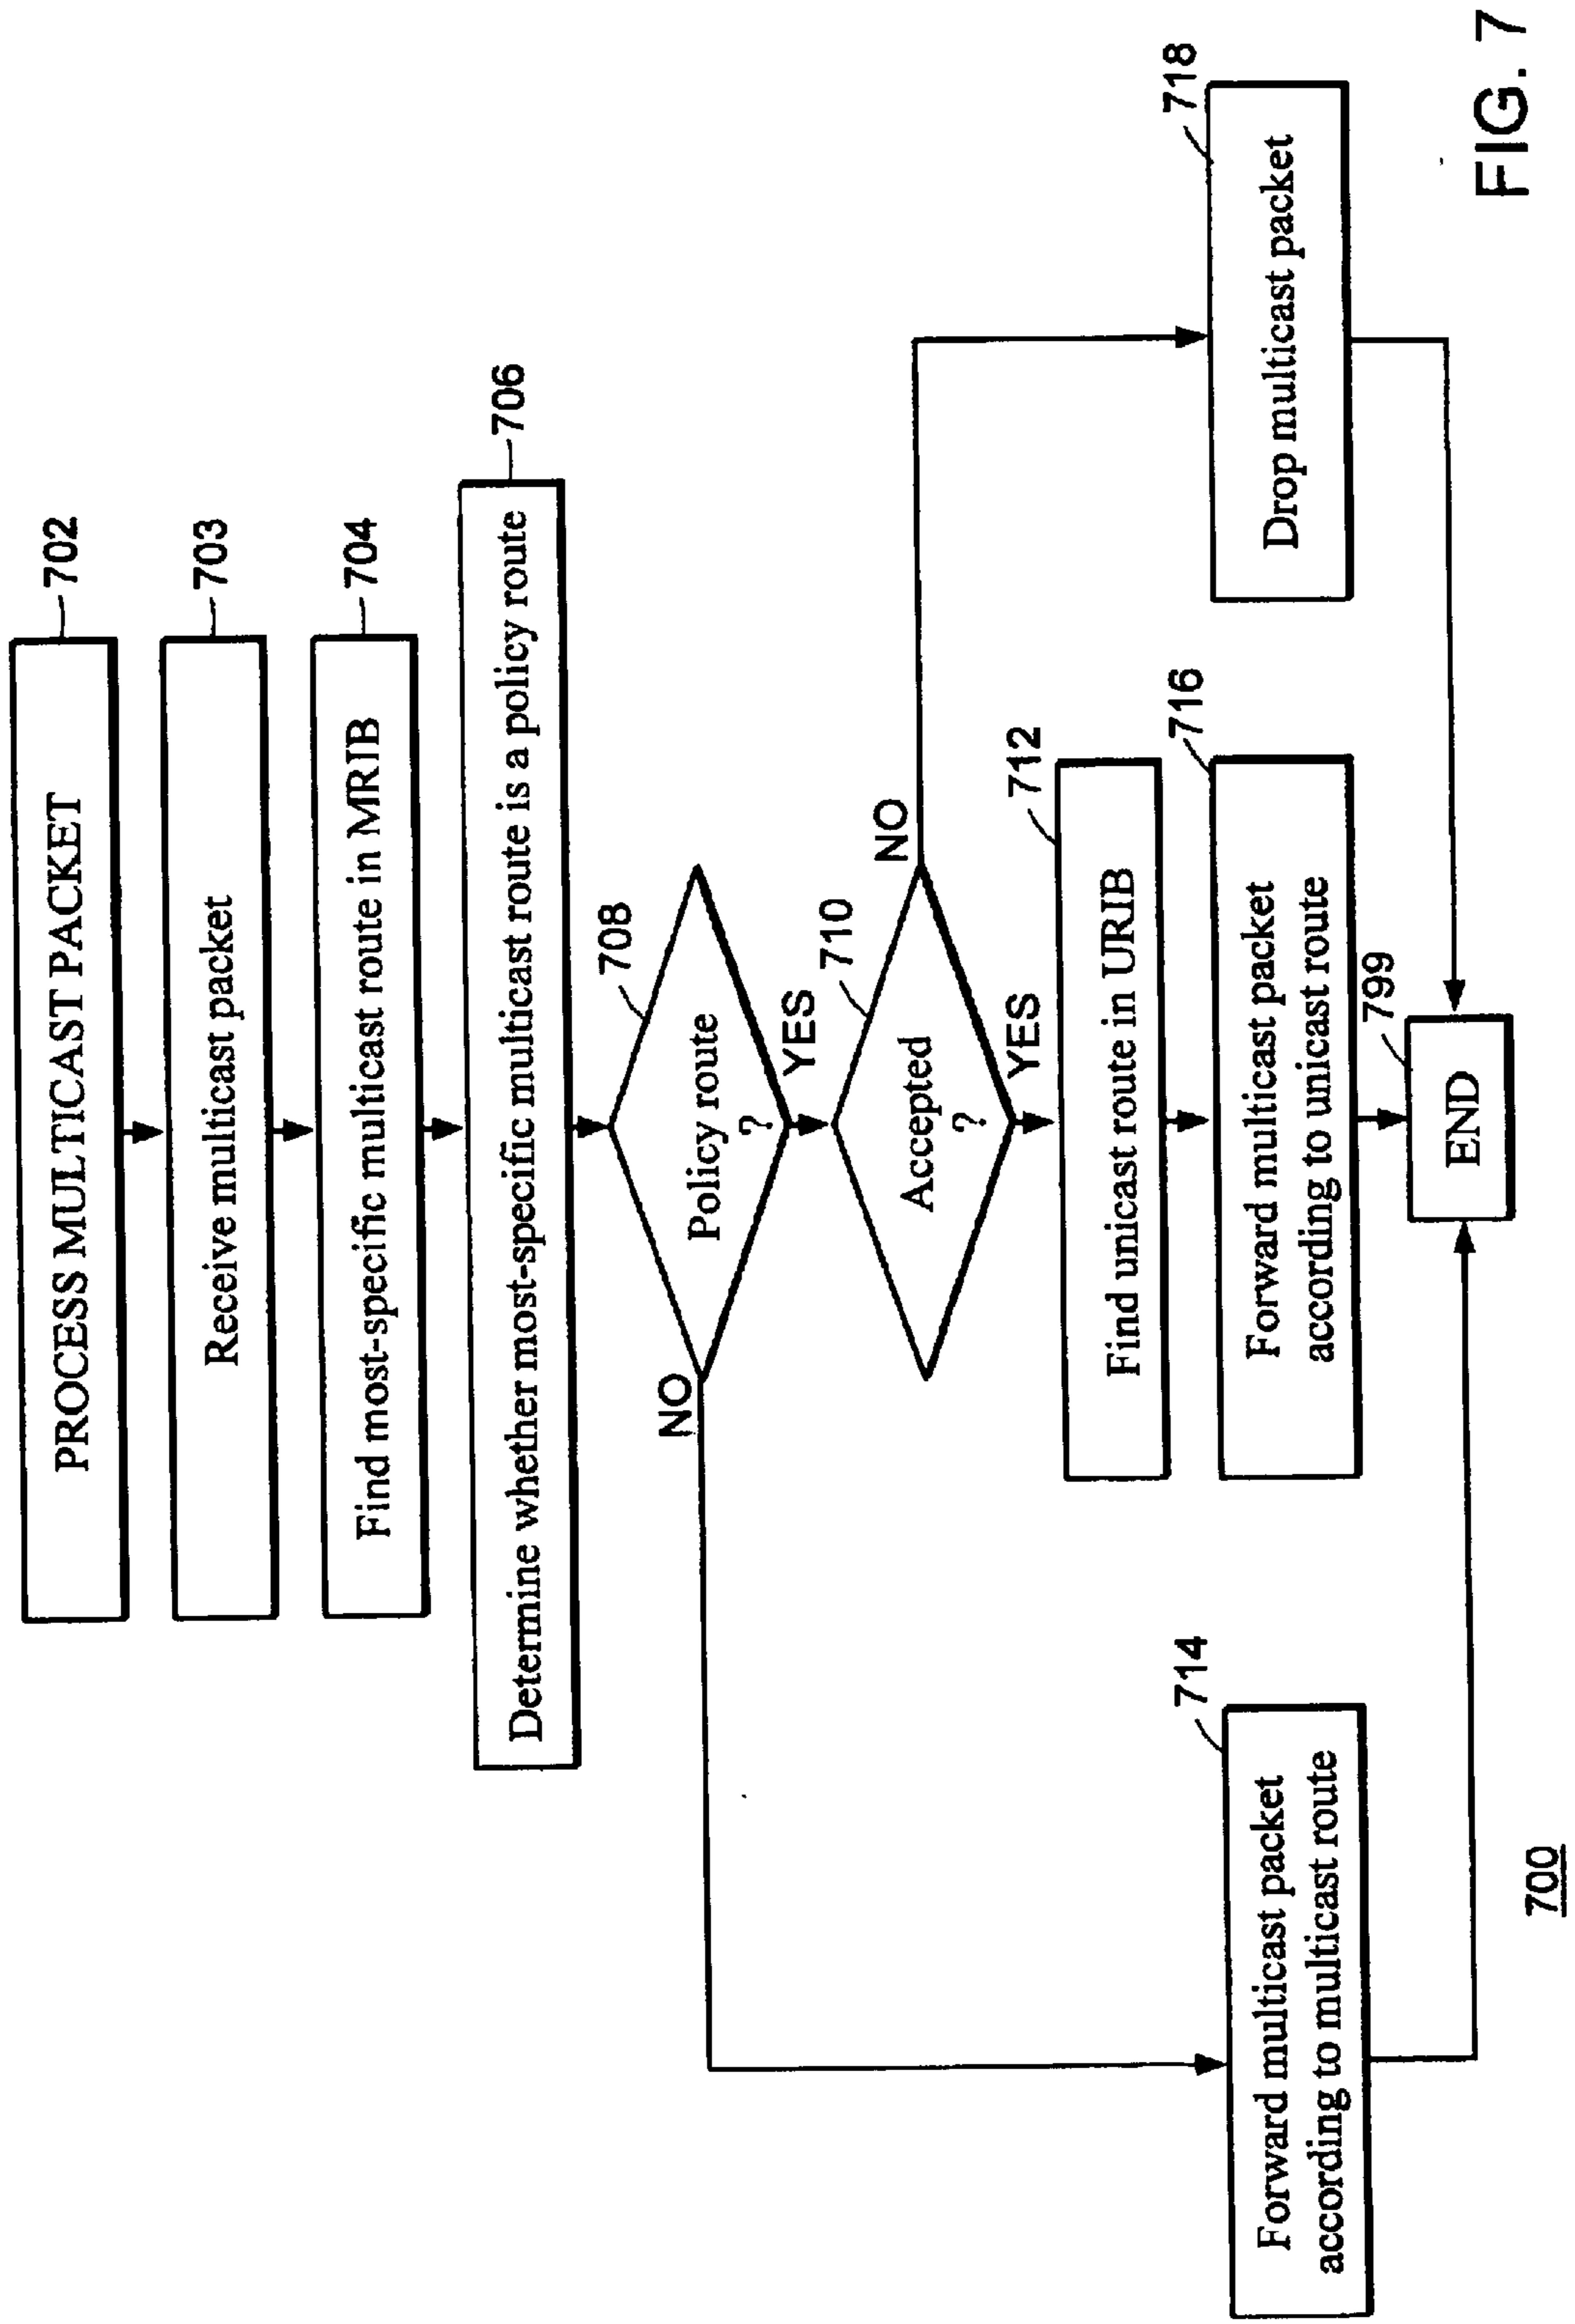 PROCESS MULTICAST PACKET
702
Receive multicast packet
703
Find most-specific multicast route in MRIB
704
Determine whether most-specific multicast route is a policy route
706
708
Policy route
?
NO
YES
710
Accepted
?
NO
YES
712
Find unicast route in URIB
714
Forward multicast packet
according to multicast route
716
Forward multicast packet
according to unicast route
718
Drop multicast packet
799
END
700
FIG. 7